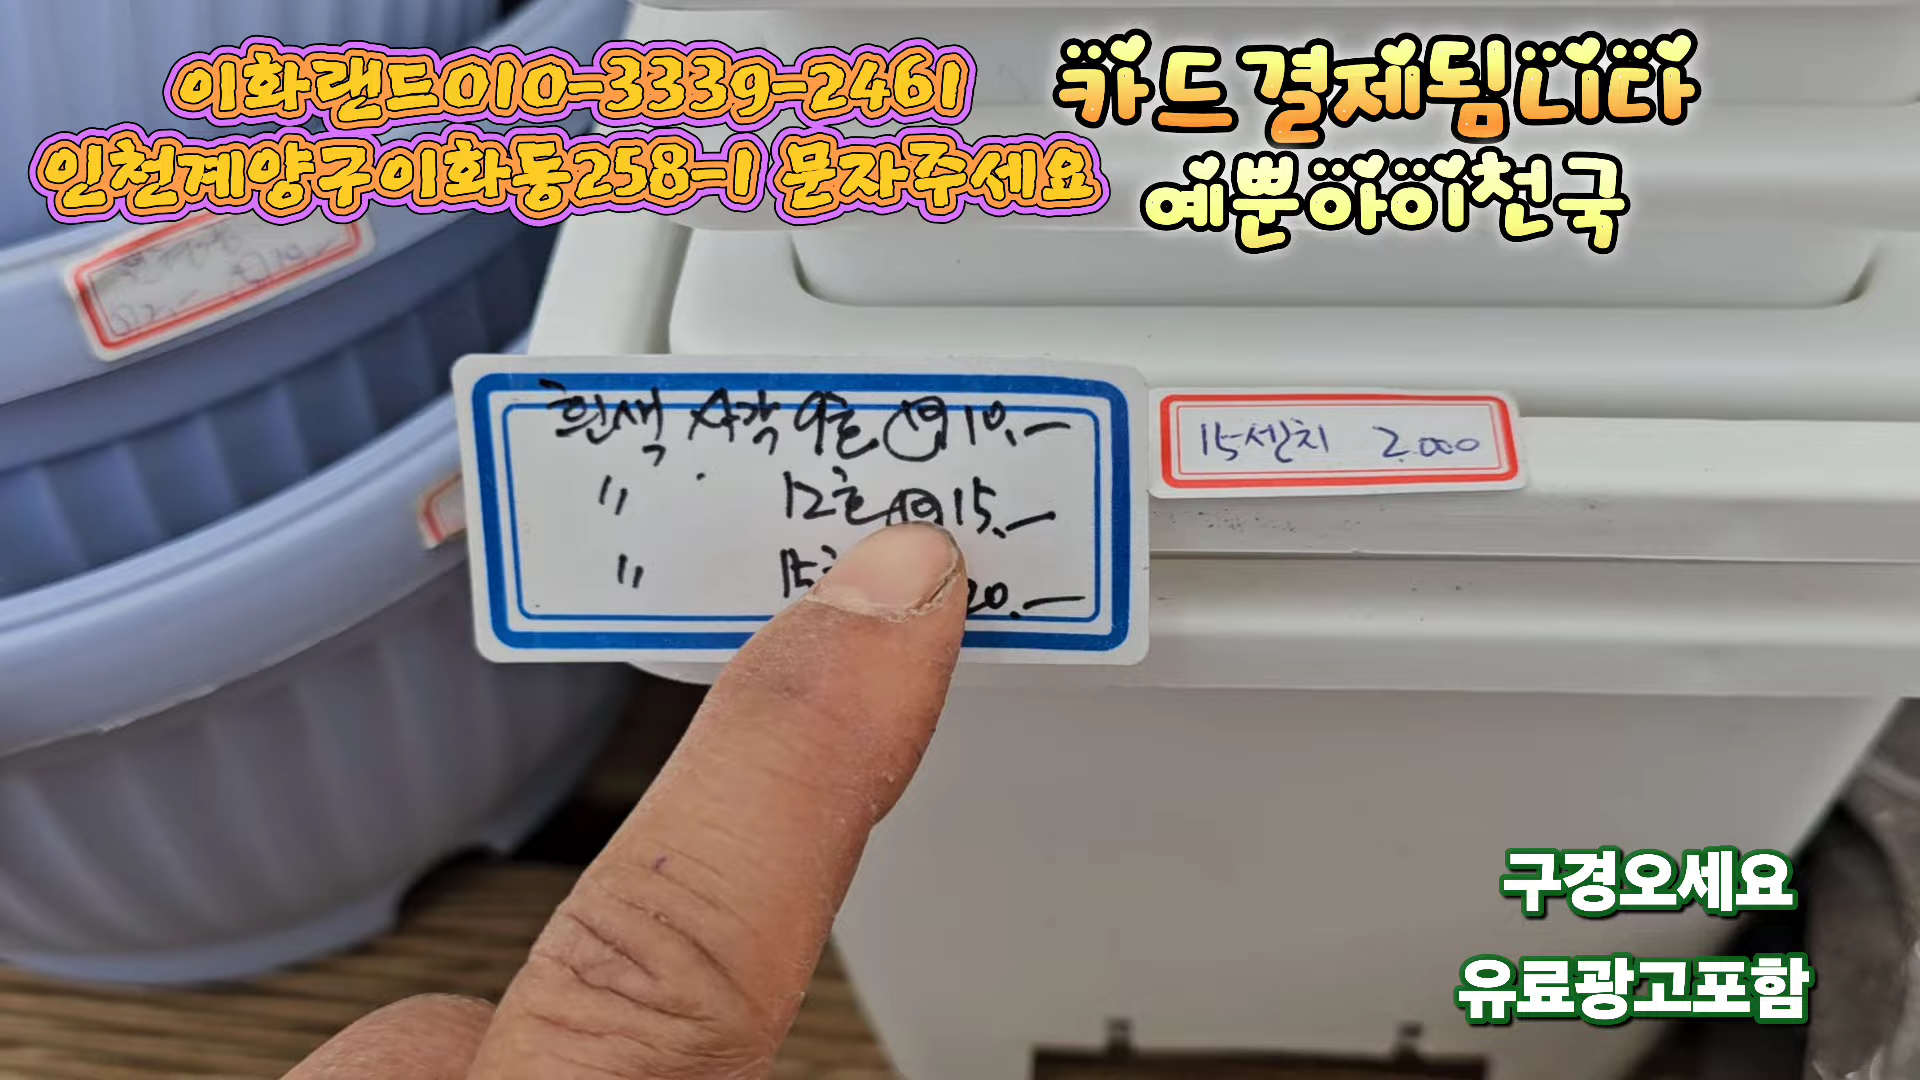 이화랜드010-3339-2461
인천계양구이화동258-1 문자주세요
카드결제됩니다
예쁜아이천국
흰색 사각 9호 10.-
〃 12호 15.-
〃 15 20.-
15센치 2.000
구경오세요
유료광고포함